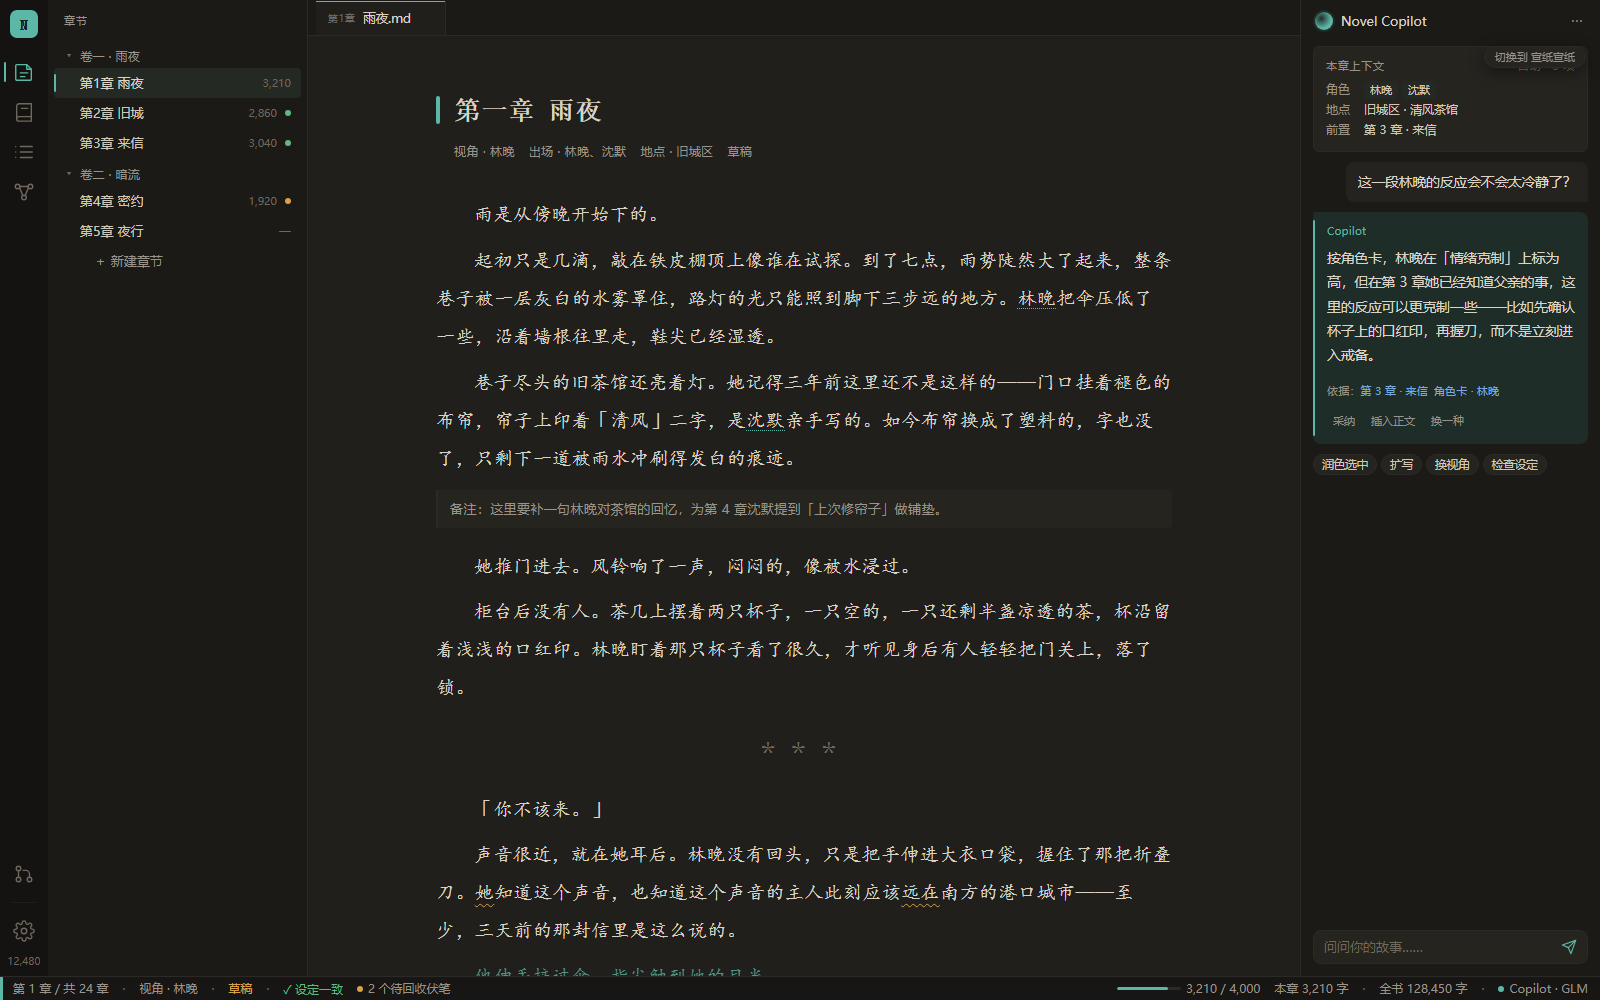 N
章节
卷一 · 雨夜
第1章 雨夜 3,210
第2章 旧城 2,860
第3章 来信 3,040
卷二 · 暗流
第4章 密约 1,920
第5章 夜行 —
+ 新建章节
12,480
第1章 雨夜.md
第一章 雨夜
视角 · 林晚 出场 · 林晚、沈默 地点 · 旧城区 草稿
雨是从傍晚开始下的。
起初只是几滴，敲在铁皮棚顶上像谁在试探。到了七点，雨势陡然大了起来，整条
巷子被一层灰白的水雾罩住，路灯的光只能照到脚下三步远的地方。林晚把伞压低了
一些，沿着墙根往里走，鞋尖已经湿透。
巷子尽头的旧茶馆还亮着灯。她记得三年前这里还不是这样的——门口挂着褪色的
布帘，帘子上印着「清风」二字，是沈默亲手写的。如今布帘换成了塑料的，字也没
了，只剩下一道被雨水冲刷得发白的痕迹。
备注：这里要补一句林晚对茶馆的回忆，为第 4 章沈默提到「上次修帘子」做铺垫。
她推门进去。风铃响了一声，闷闷的，像被水浸过。
柜台后没有人。茶几上摆着两只杯子，一只空的，一只还剩半盏凉透的茶，杯沿留
着浅浅的口红印。林晚盯着那只杯子看了很久，才听见身后有人轻轻把门关上，落了
锁。
* * *
「你不该来。」
声音很近，就在她耳后。林晚没有回头，只是把手伸进大衣口袋，握住了那把折叠
刀。她知道这个声音，也知道这个声音的主人此刻应该远在南方的港口城市——至
少，三天前的那封信里是这么说的。
Novel Copilot ···
切换到 宣纸宣纸
本章上下文
角色 林晚 沈默
地点 旧城区 · 清风茶馆
前置 第 3 章 · 来信
这一段林晚的反应会不会太冷静了？
Copilot
按角色卡，林晚在「情绪克制」上标为
高，但在第 3 章她已经知道父亲的事，这
里的反应可以更克制一些——比如先确认
杯子上的口红印，再握刀，而不是立刻进
入戒备。
依据：第 3 章 · 来信 角色卡 · 林晚
采纳 插入正文 换一种
润色选中 扩写 换视角 检查设定
问问你的故事……
第 1 章 / 共 24 章 · 视角 · 林晚 · 草稿 · ✓ 设定一致 2 个待回收伏笔 3,210 / 4,000 本章 3,210 字 · 全书 128,450 字 · Copilot · GLM